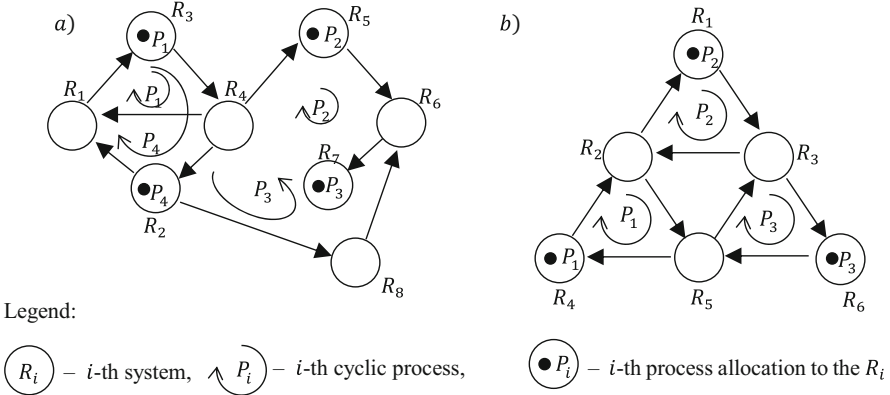 a)
R₃
P₁
R₅
P₂
R₁
P₁
R₄
P₂
R₆
P₄
R₇
P₃
P₄
P₃
R₂
R₈
b)
R₁
P₂
P₂
R₂
R₃
P₁
P₃
P₁
P₃
R₄
R₅
R₆
Legend:
Rᵢ – i-th system, Pᵢ – i-th cyclic process, Pᵢ – i-th process allocation to the Rᵢ